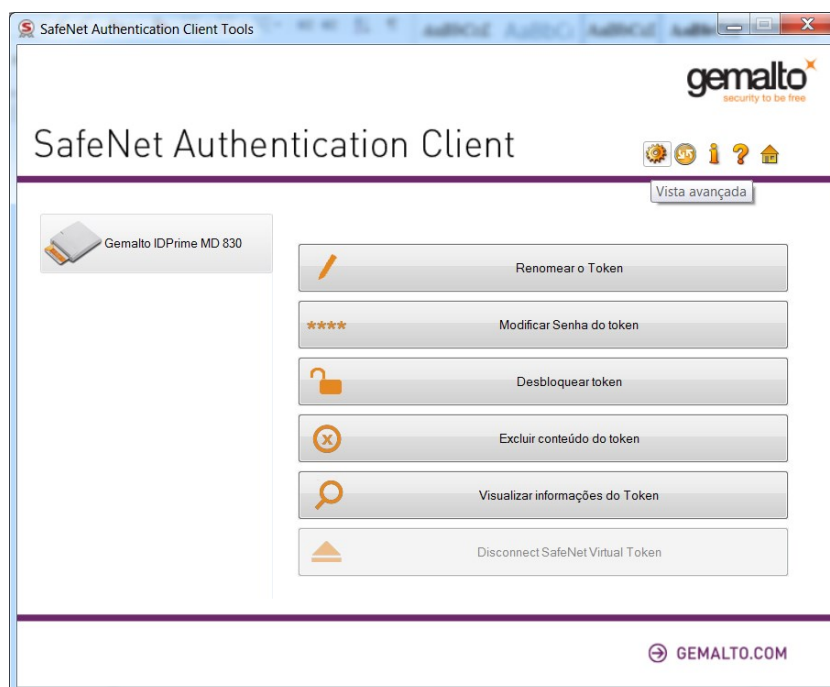 SafeNet Authentication Client Tools
gemalto
security to be free
SafeNet Authentication Client
Vista avançada
Gemalto IDPrime MD 830
Renomear o Token
**** Modificar Senha do token
Desbloquear token
Excluir conteúdo do token
Visualizar informações do Token
Disconnect SafeNet Virtual Token
GEMALTO.COM